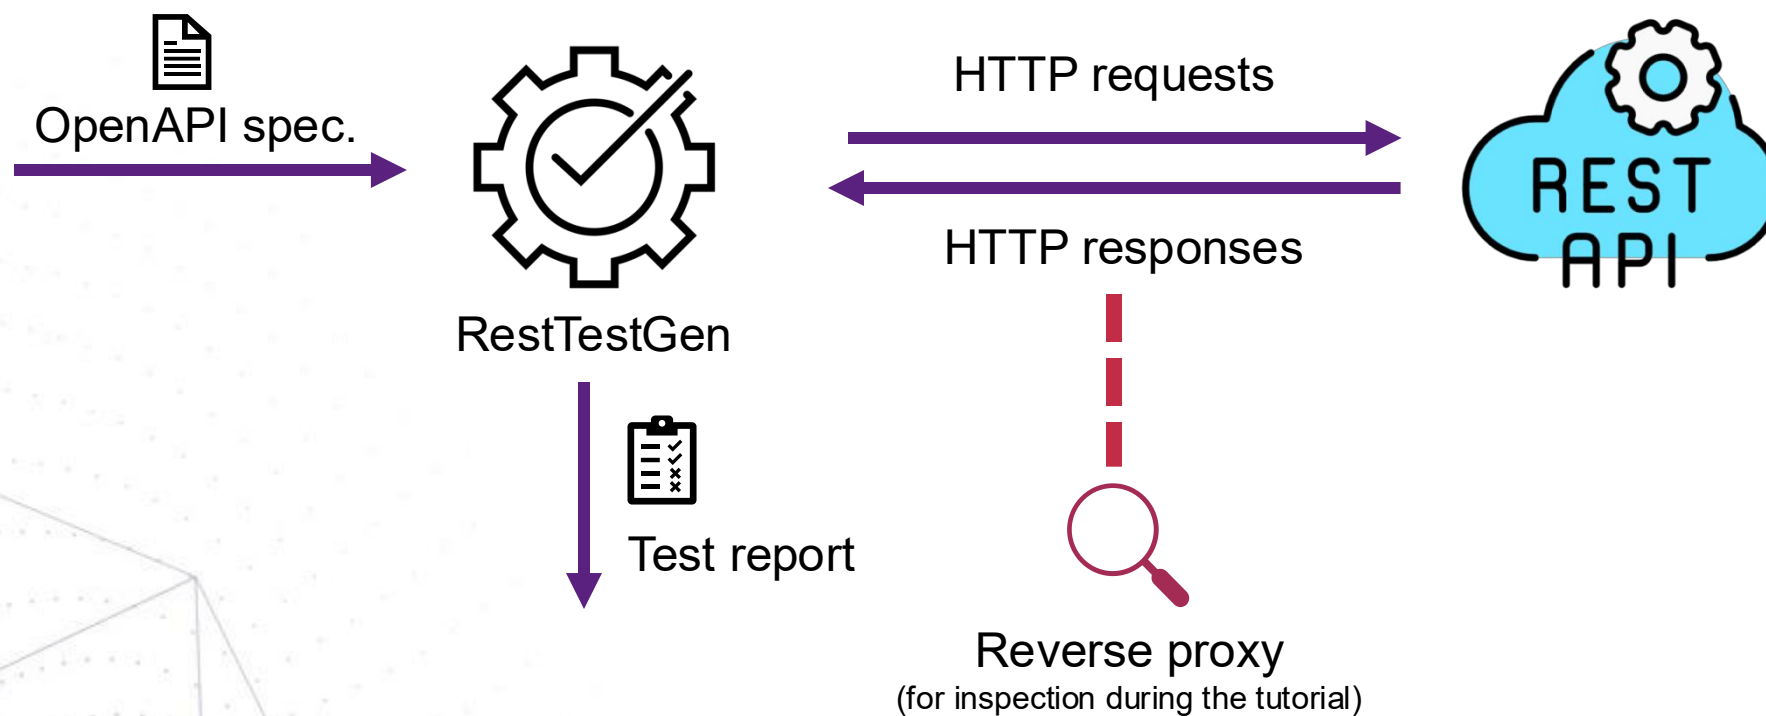 OpenAPI spec.
HTTP requests
REST
API
HTTP responses
RestTestGen
Test report
Reverse proxy
(for inspection during the tutorial)